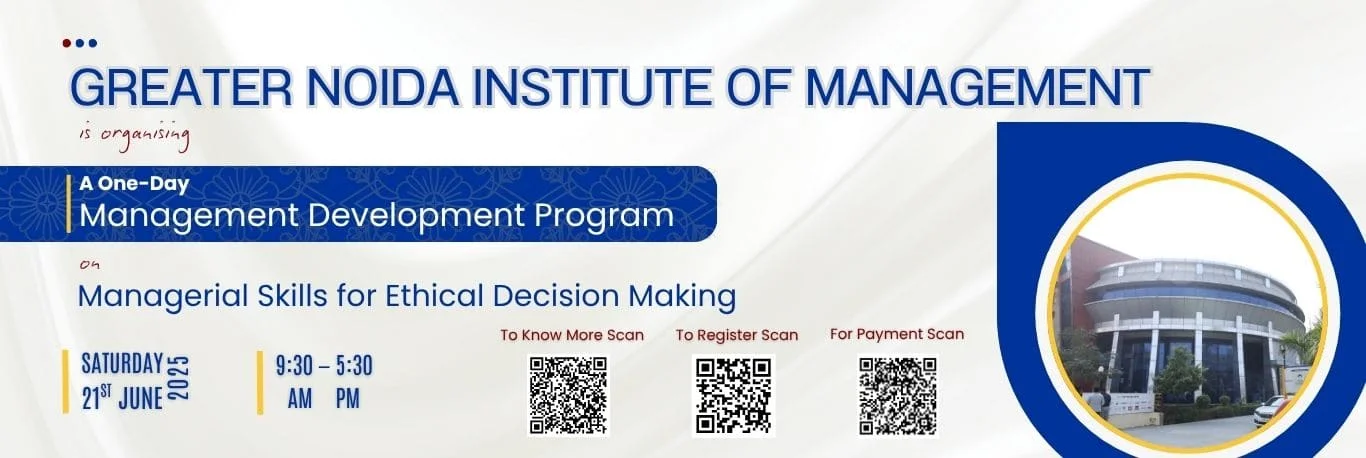 GREATER NOIDA INSTITUTE OF MANAGEMENT
is organising
A One-Day
Management Development Program
on
Managerial Skills for Ethical Decision Making
To Know More Scan
To Register Scan
For Payment Scan
SATURDAY
21ST JUNE
2025
9:30 – 5:30
AM PM